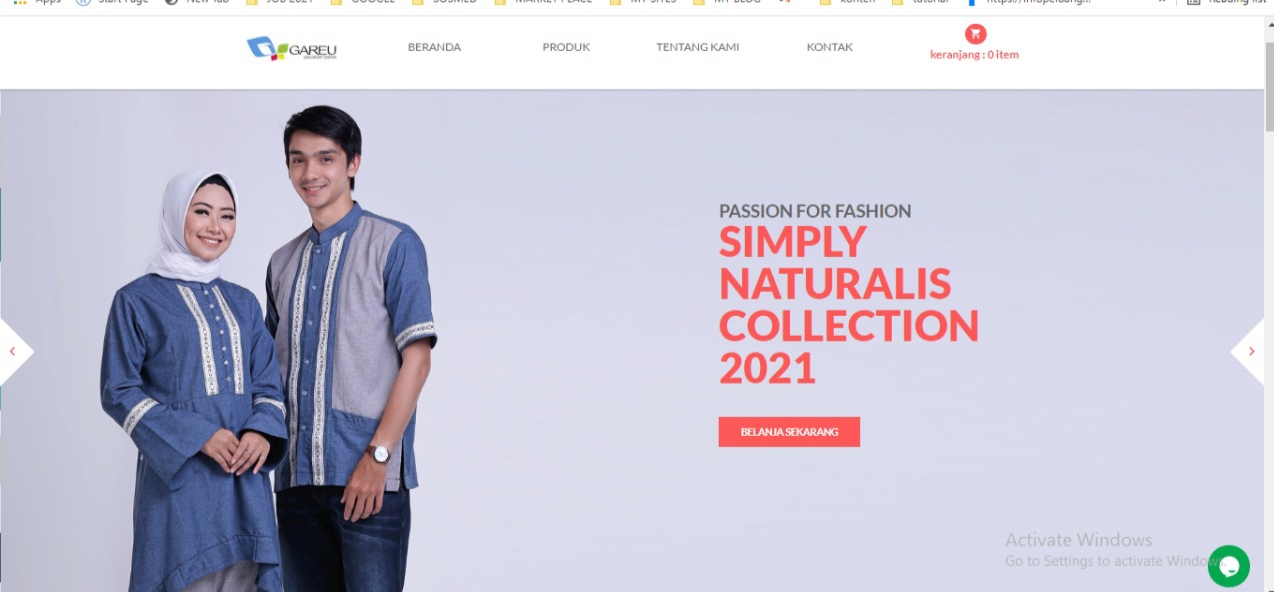 Apps Start Page New Tab JOB 2021 GOOGLE SOSMED MARKET PLACE MY SITES MY BLOG konten tutorial https://infopeluang... » Reading list
GAREU
BERANDA PRODUK TENTANG KAMI KONTAK
keranjang : 0 item
PASSION FOR FASHION
SIMPLY
NATURALIS
COLLECTION
2021
BELANJA SEKARANG
Activate Windows
Go to Settings to activate Windows.